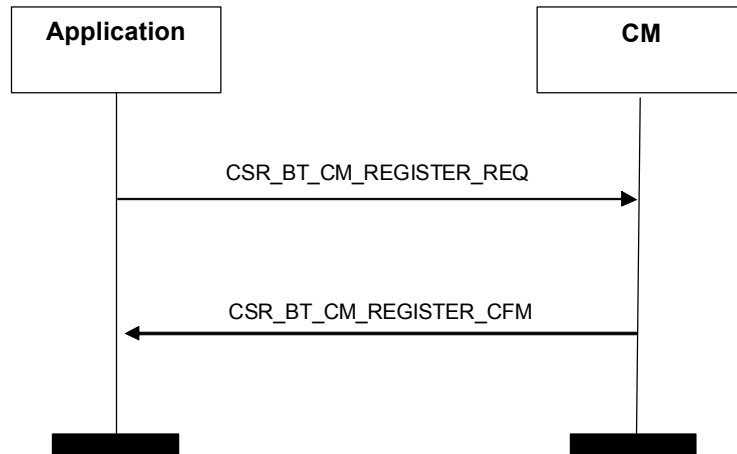 Application
CM
CSR_BT_CM_REGISTER_REQ
CSR_BT_CM_REGISTER_CFM